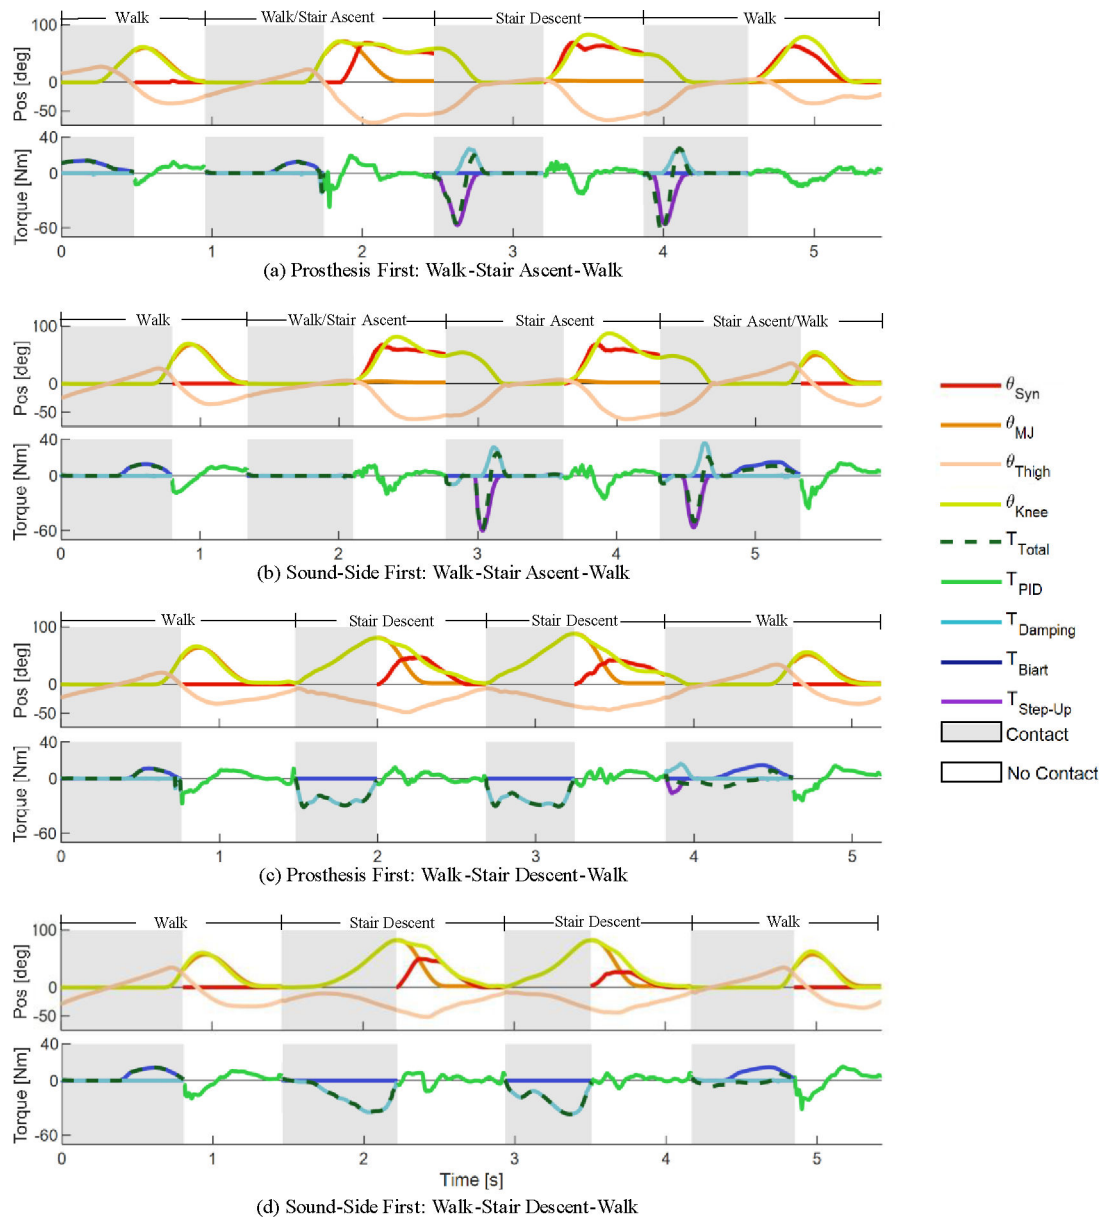 Walk Walk/Stair Ascent Stair Descent Walk
100
0
-50
Pos [deg]
40
0
-60
Torque [Nm]
0 1 2 3 4 5
(a) Prosthesis First: Walk-Stair Ascent-Walk
Walk Walk/Stair Ascent Stair Ascent Stair Ascent/Walk
100
0
-50
Pos [deg]
40
0
-60
Torque [Nm]
0 1 2 3 4 5
(b) Sound-Side First: Walk-Stair Ascent-Walk
Walk Stair Descent Stair Descent Walk
100
0
-50
Pos [deg]
40
0
-60
Torque [Nm]
0 1 2 3 4 5
(c) Prosthesis First: Walk-Stair Descent-Walk
Walk Stair Descent Stair Descent Walk
100
0
-50
Pos [deg]
40
0
-60
Torque [Nm]
0 1 2 3 4 5
Time [s]
(d) Sound-Side First: Walk-Stair Descent-Walk
θSyn
θMJ
θThigh
θKnee
TTotal
TPID
TDamping
TBiart
TStep-Up
Contact
No Contact